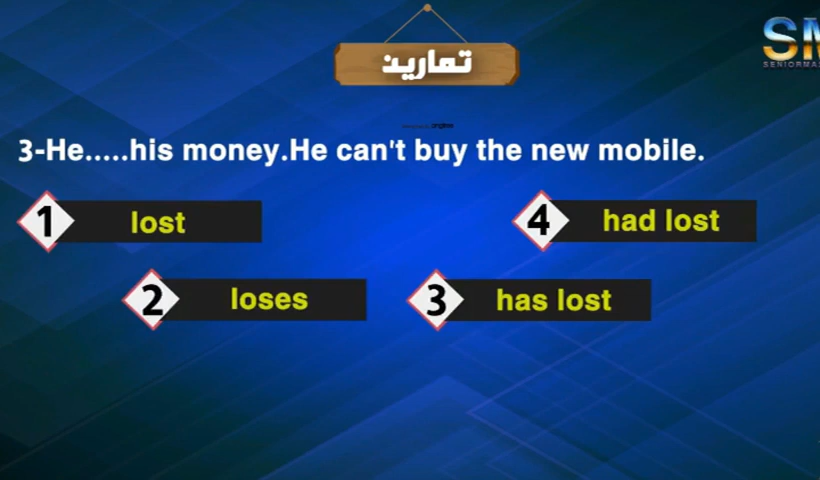 SM
SENIORMA
تمارين
3-He.....his money.He can't buy the new mobile.
1 lost
4 had lost
2 loses
3 has lost